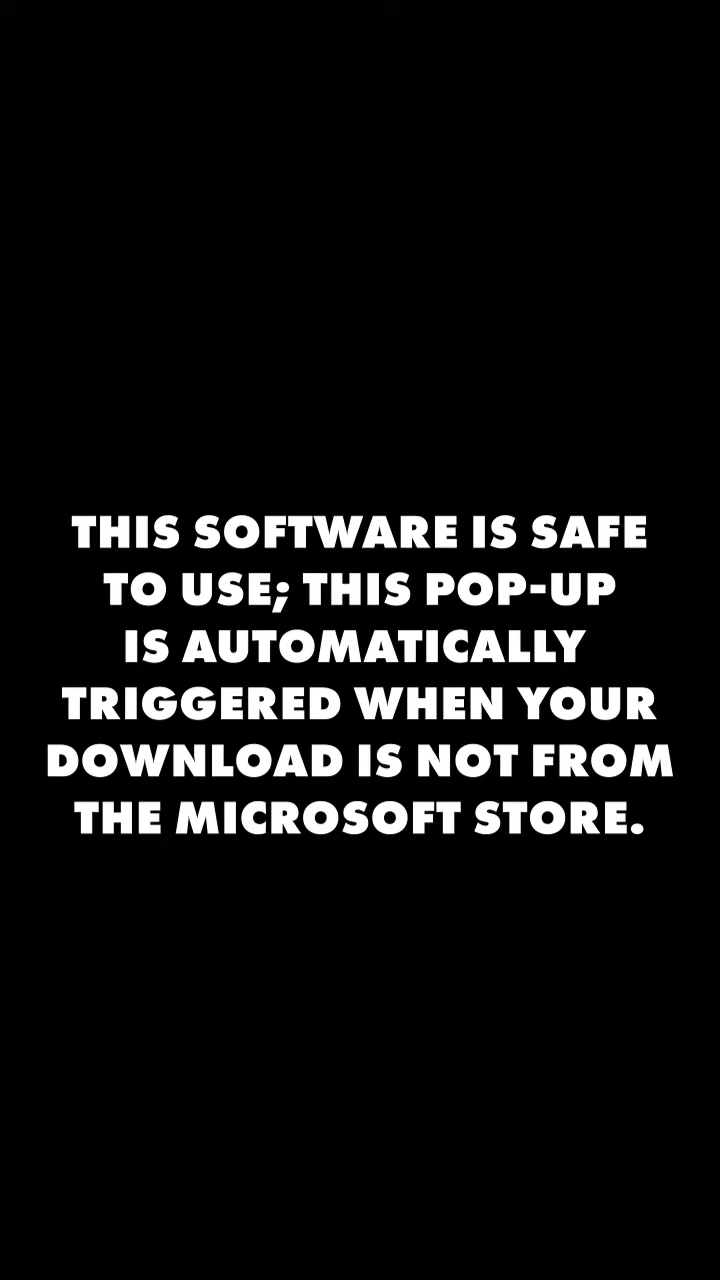 THIS SOFTWARE IS SAFE
TO USE; THIS POP-UP
IS AUTOMATICALLY
TRIGGERED WHEN YOUR
DOWNLOAD IS NOT FROM
THE MICROSOFT STORE.